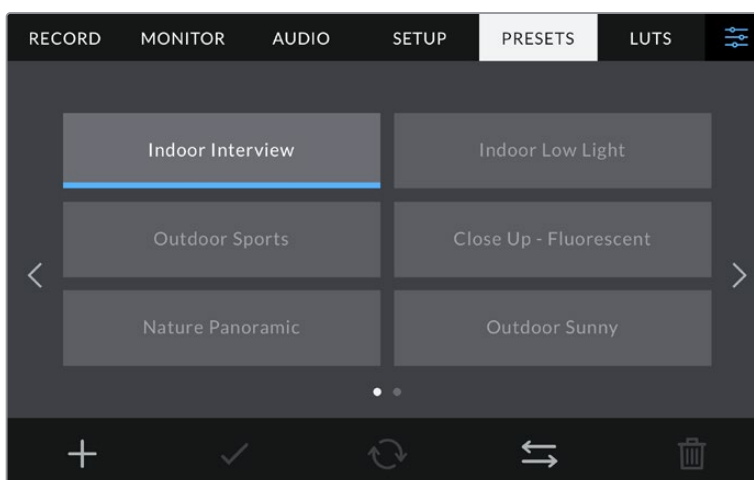 RECORD MONITOR AUDIO SETUP PRESETS LUTS
Indoor Interview Indoor Low Light
Outdoor Sports Close Up - Fluorescent
Nature Panoramic Outdoor Sunny